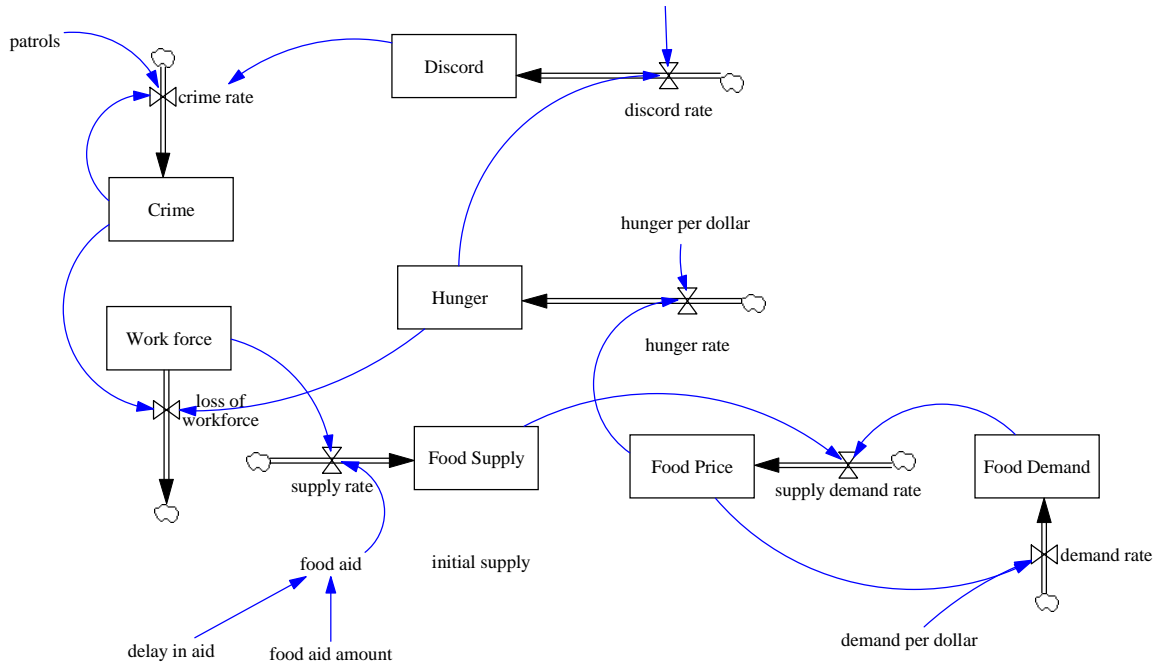 patrols
Discord
crime rate
discord rate
Crime
hunger per dollar
Hunger
Work force
hunger rate
loss of
workforce
Food Supply
Food Price
Food Demand
supply rate
supply demand rate
food aid
initial supply
demand rate
delay in aid
food aid amount
demand per dollar